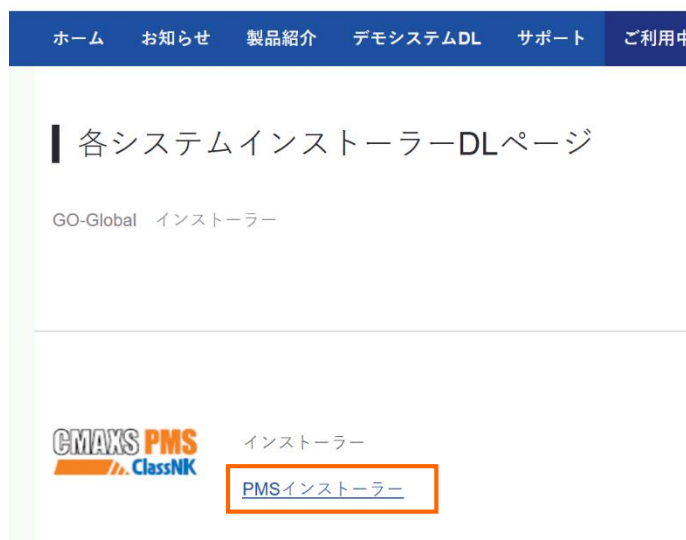 ホーム お知らせ 製品紹介 デモシステムDL サポート ご利用中
各システムインストーラーDLページ
GO-Global インストーラー
CMAXS PMS
ClassNK
インストーラー
PMSインストーラー